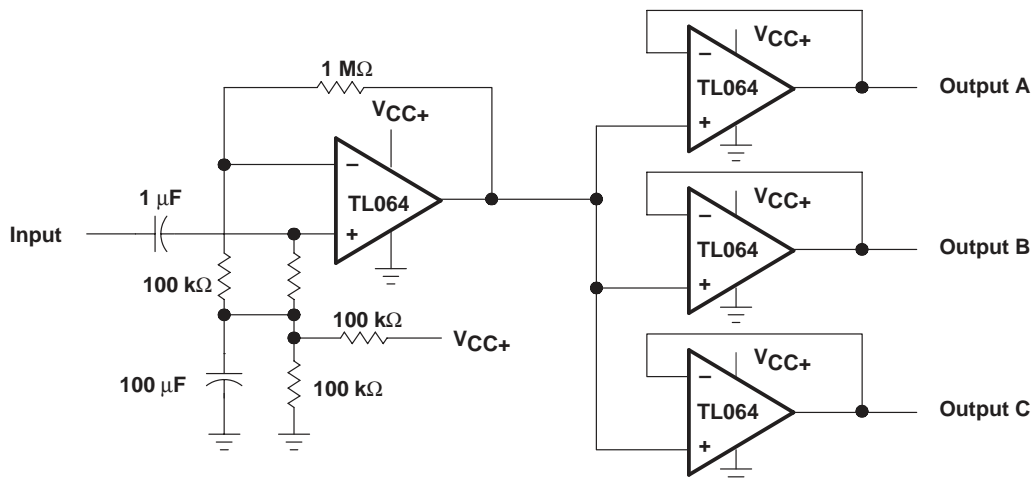 1 MΩ
VCC+
−
TL064
+
1 μF
Input
100 kΩ
100 kΩ
VCC+
100 μF
100 kΩ
VCC+
−
TL064
+
Output A
VCC+
−
TL064
+
Output B
VCC+
−
TL064
+
Output C